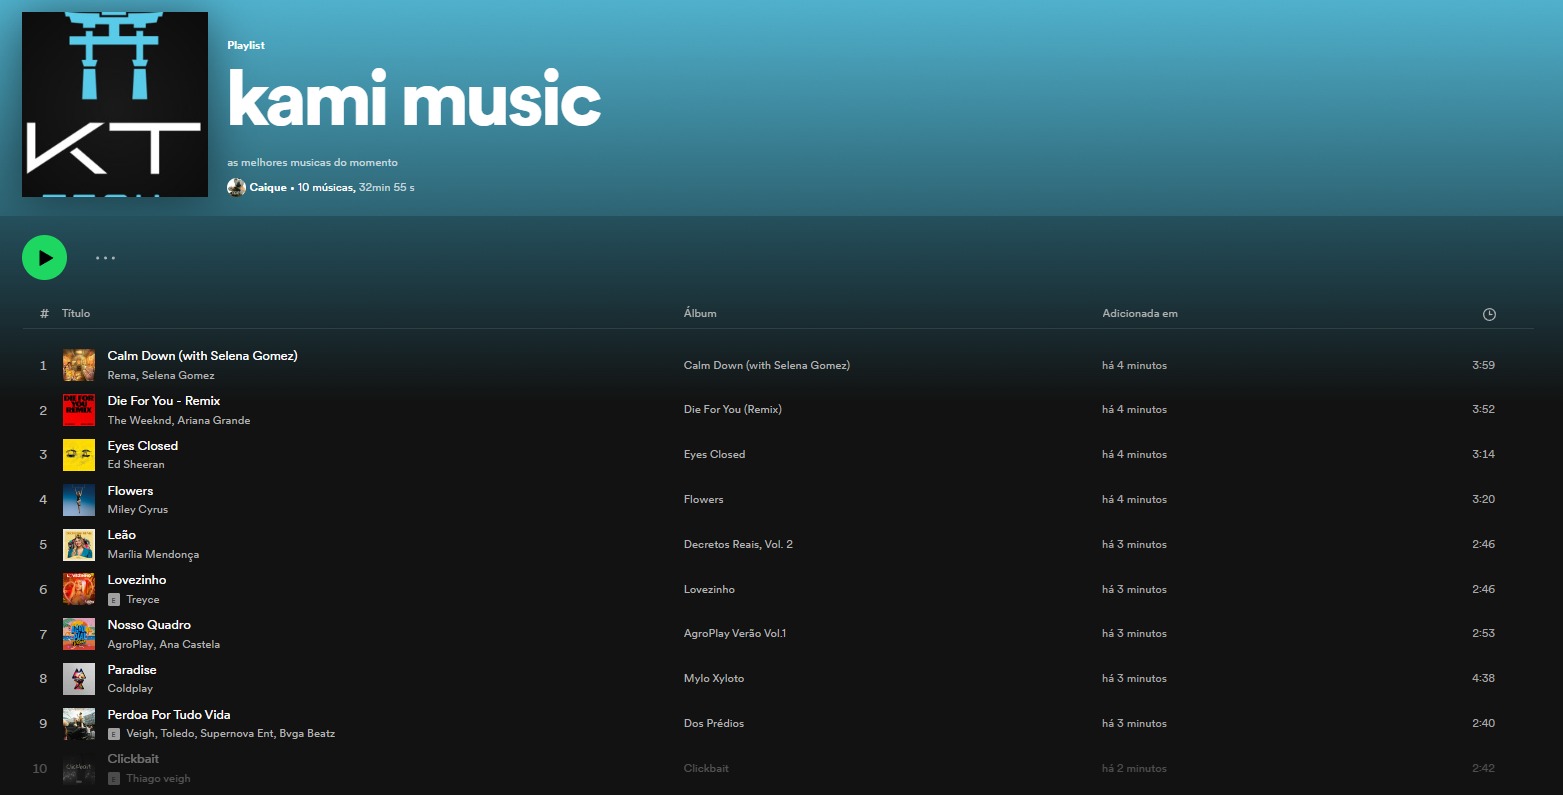 KT
Playlist
kami music
as melhores musicas do momento
Caique • 10 músicas, 32min 55 s
# Título Álbum Adicionada em
1 Calm Down (with Selena Gomez) Calm Down (with Selena Gomez) há 4 minutos 3:59
Rema, Selena Gomez
DIE FOR YOU REMIX
2 Die For You - Remix Die For You (Remix) há 4 minutos 3:52
The Weeknd, Ariana Grande
3 Eyes Closed Eyes Closed há 4 minutos 3:14
Ed Sheeran
4 Flowers Flowers há 4 minutos 3:20
Miley Cyrus
5 Leão Decretos Reais, Vol. 2 há 3 minutos 2:46
Marília Mendonça
6 Lovezinho Lovezinho há 3 minutos 2:46
E Treyce
7 Nosso Quadro AgroPlay Verão Vol.1 há 3 minutos 2:53
AgroPlay, Ana Castela
8 Paradise Mylo Xyloto há 3 minutos 4:38
Coldplay
9 Perdoa Por Tudo Vida Dos Prédios há 3 minutos 2:40
E Veigh, Toledo, Supernova Ent, Bvga Beatz
10 Clickbait Clickbait há 2 minutos 2:42
E Thiago veigh